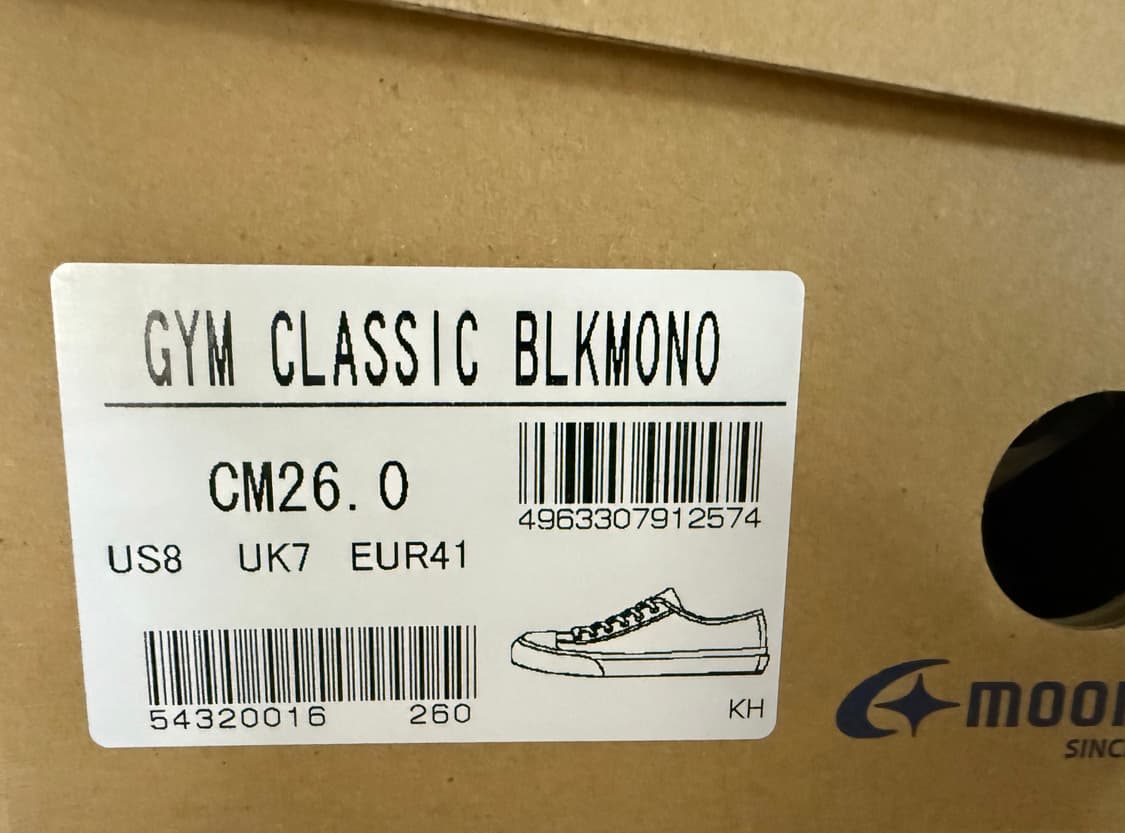 GYM CLASSIC BLKMONO
CM26.0
4963307912574
US8 UK7 EUR41
54320016 260
KH